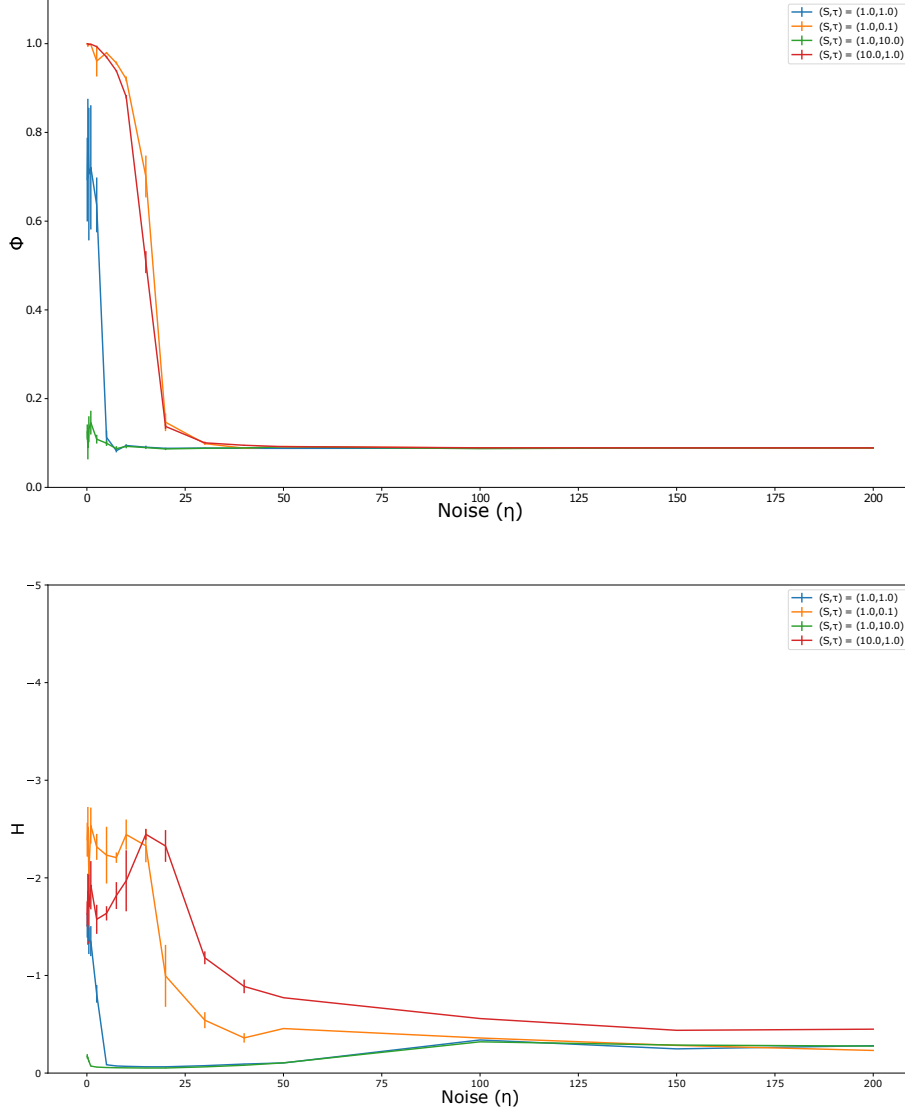 (S,τ) = (1.0,1.0)
(S,τ) = (1.0,0.1)
(S,τ) = (1.0,10.0)
(S,τ) = (10.0,1.0)
1.0
0.8
0.6
Φ
0.4
0.2
0.0
0 25 50 75 100 125 150 175 200
Noise (η)
−5
(S,τ) = (1.0,1.0)
(S,τ) = (1.0,0.1)
(S,τ) = (1.0,10.0)
(S,τ) = (10.0,1.0)
−4
−3
H
−2
−1
0
0 25 50 75 100 125 150 175 200
Noise (η)